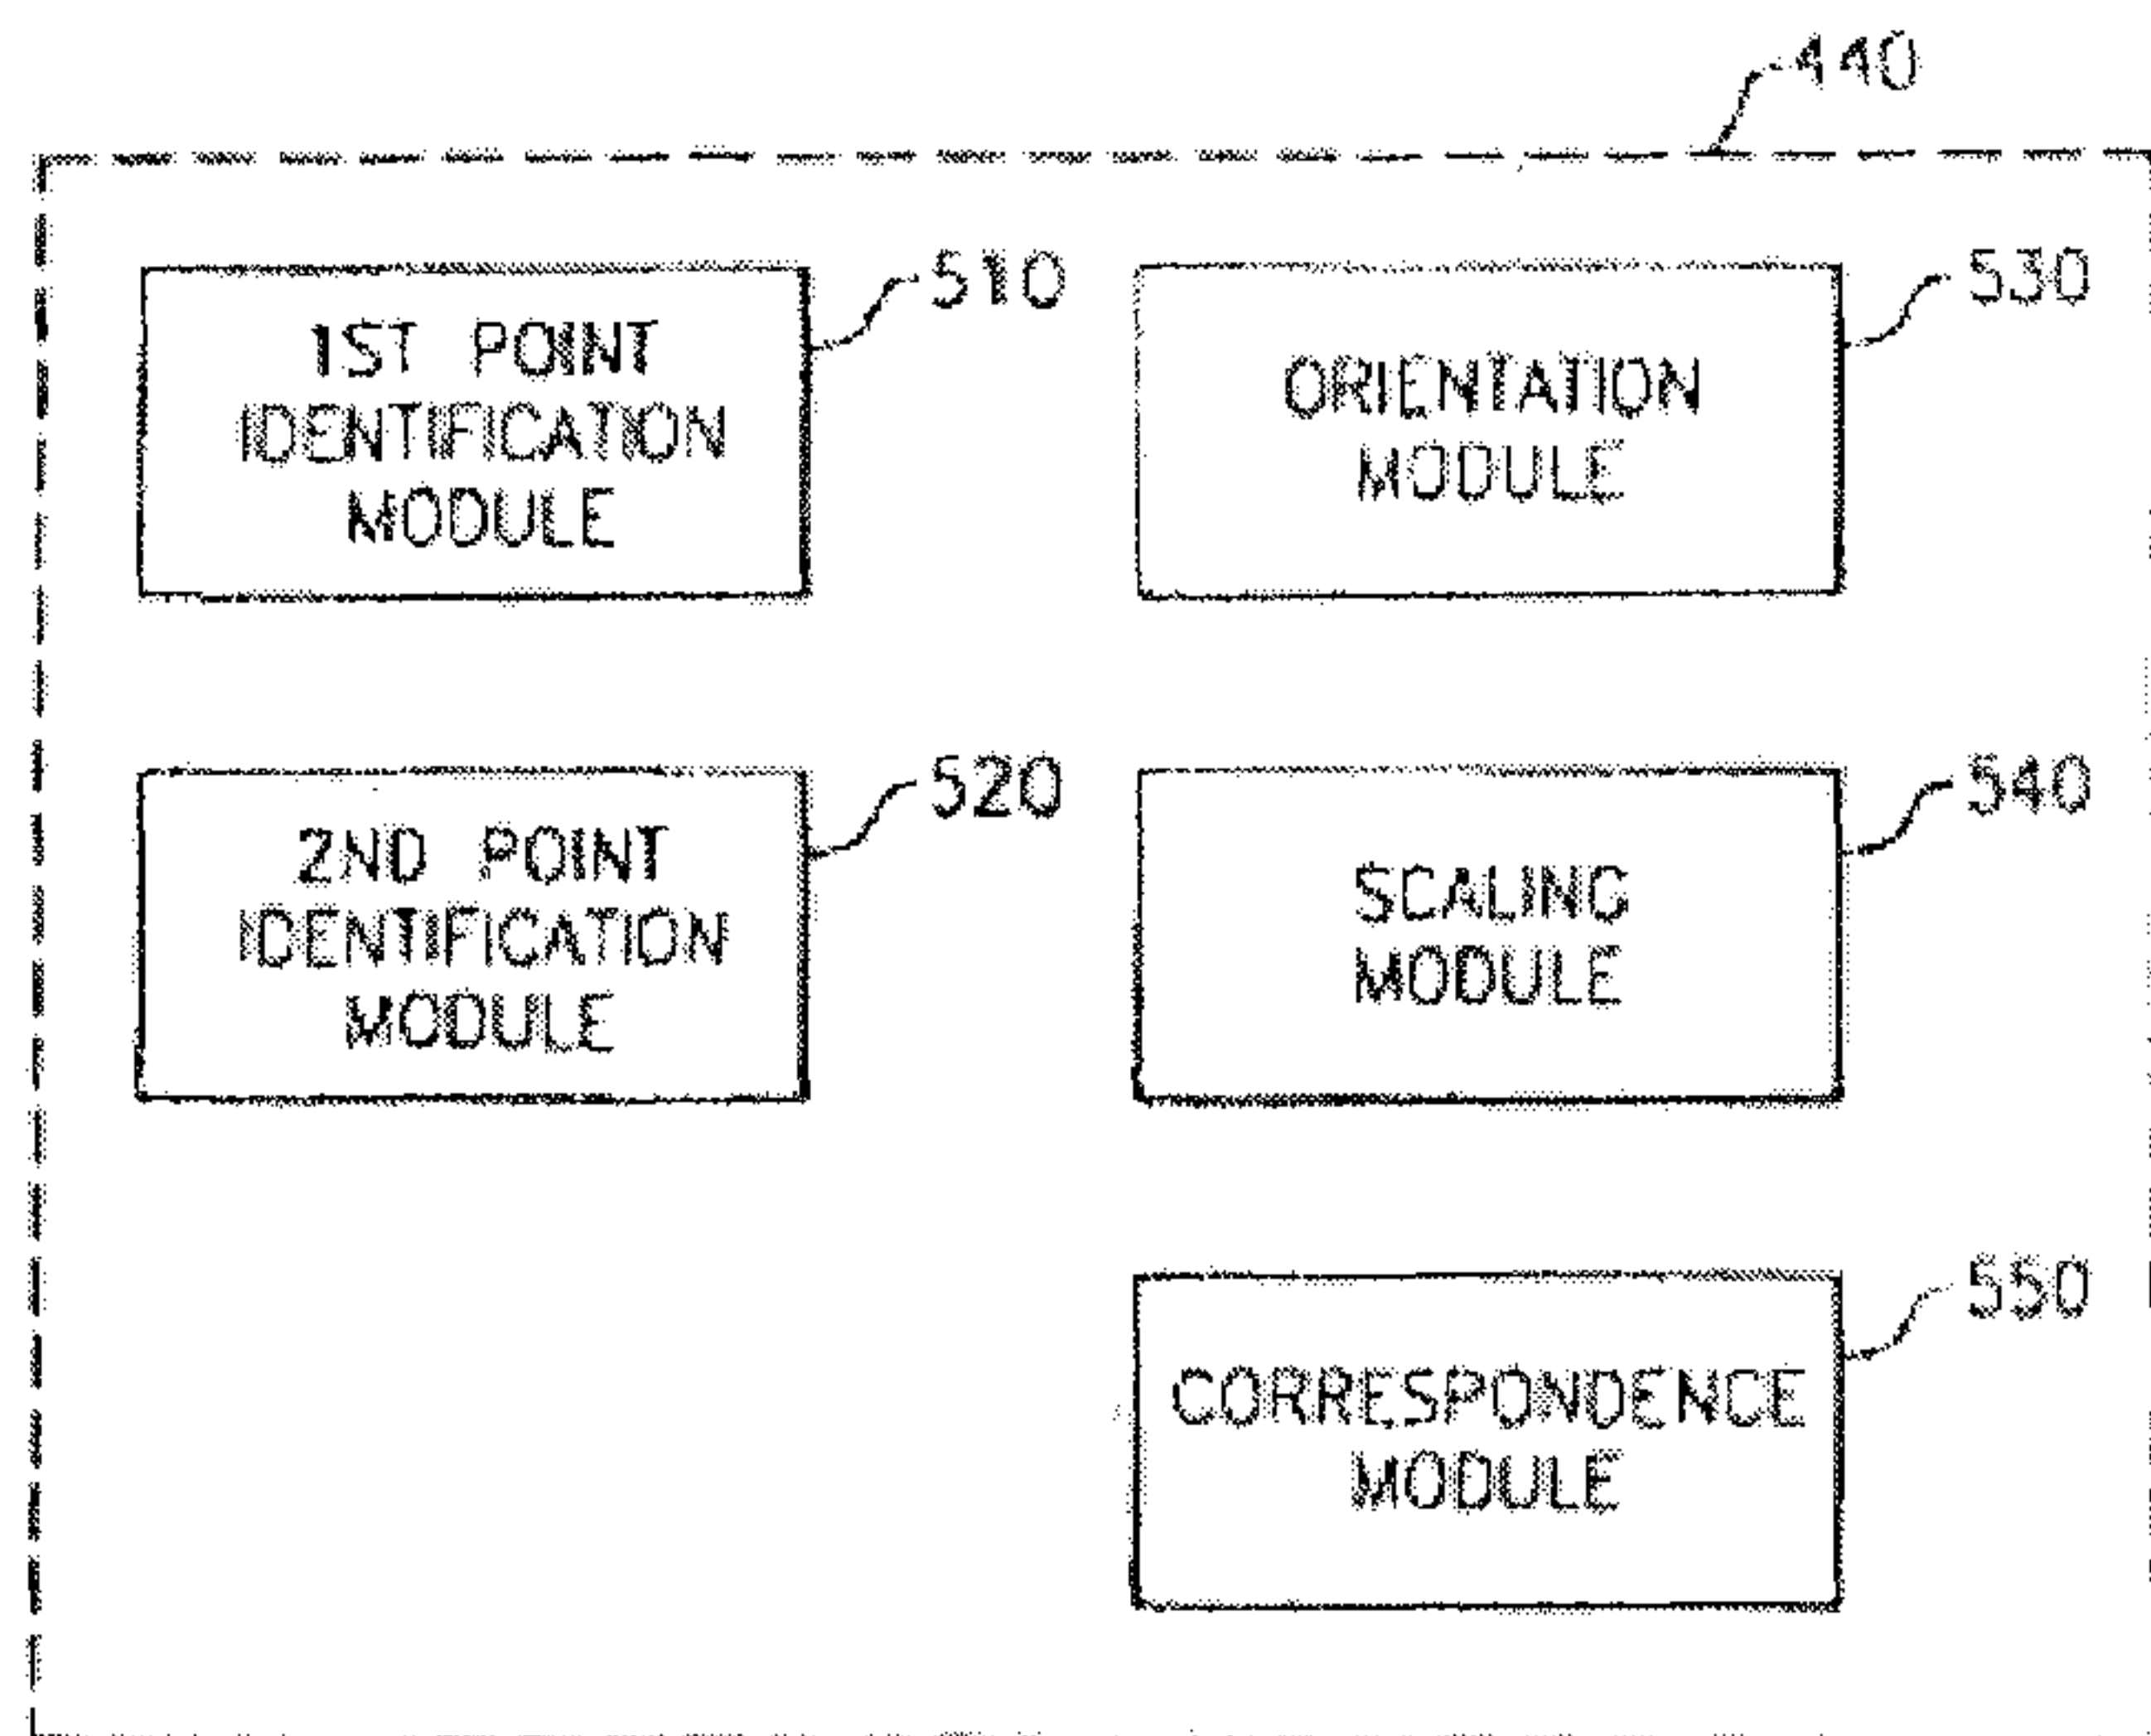 440
1ST POINT
IDENTIFICATION
MODULE
510
ORIENTATION
MODULE
530
2ND POINT
IDENTIFICATION
MODULE
520
SCALING
MODULE
540
CORRESPONDENCE
MODULE
550